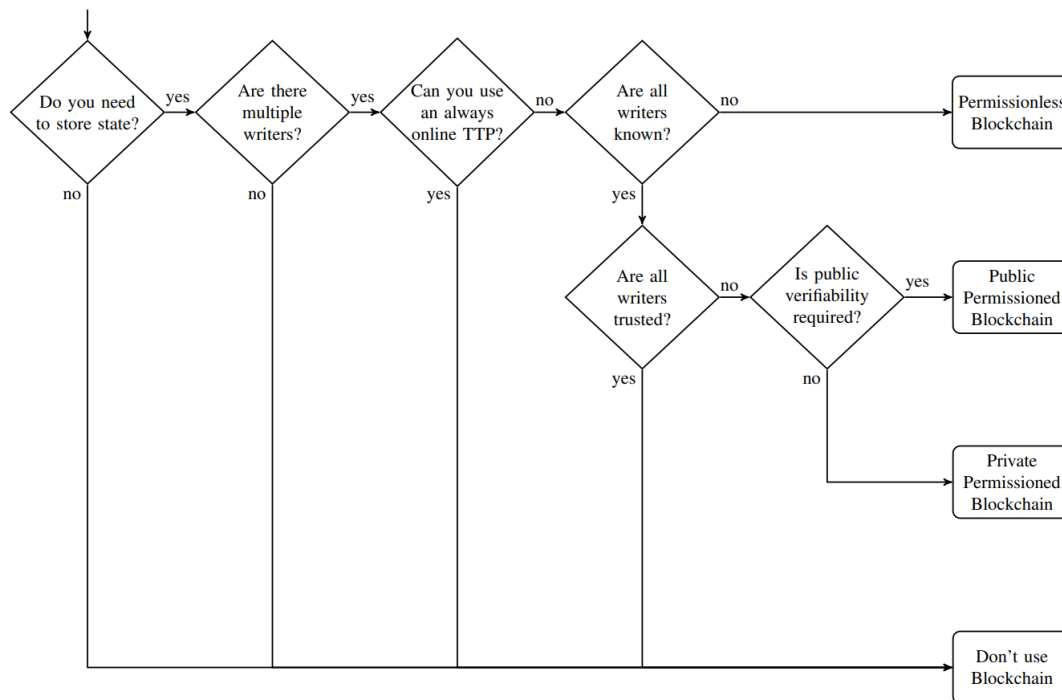 Do you need
to store state?
yes
no
Are there
multiple
writers?
yes
no
Can you use
an always
online TTP?
no
yes
Are all
writers
known?
no
yes
Permissionless
Blockchain
Are all
writers
trusted?
no
yes
Is public
verifiability
required?
yes
no
Public
Permissioned
Blockchain
Private
Permissioned
Blockchain
Don't use
Blockchain